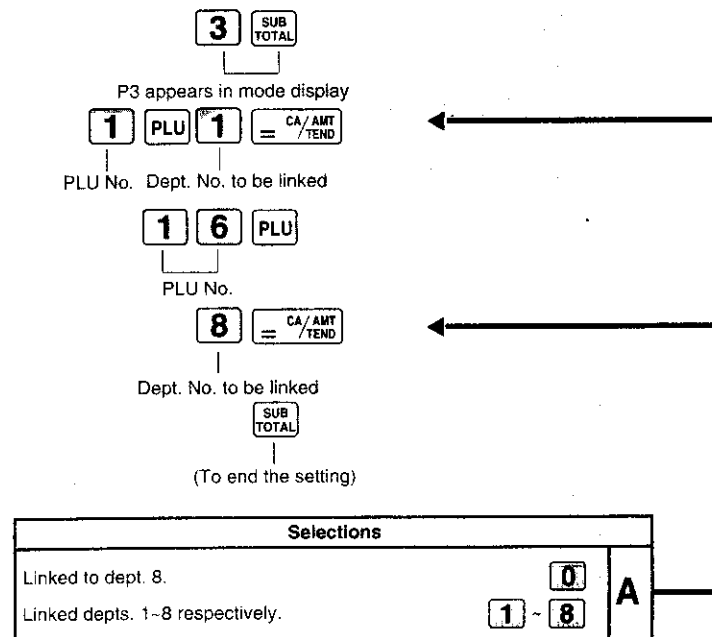 3 SUB TOTAL
P3 appears in mode display
1 PLU 1 = CA/AMT TEND
PLU No. Dept. No. to be linked
1 6 PLU
PLU No.
8 = CA/AMT TEND
Dept. No. to be linked
SUB TOTAL
(To end the setting)
Selections
Linked to dept. 8. 0
Linked depts. 1~8 respectively. 1 ~ 8
A